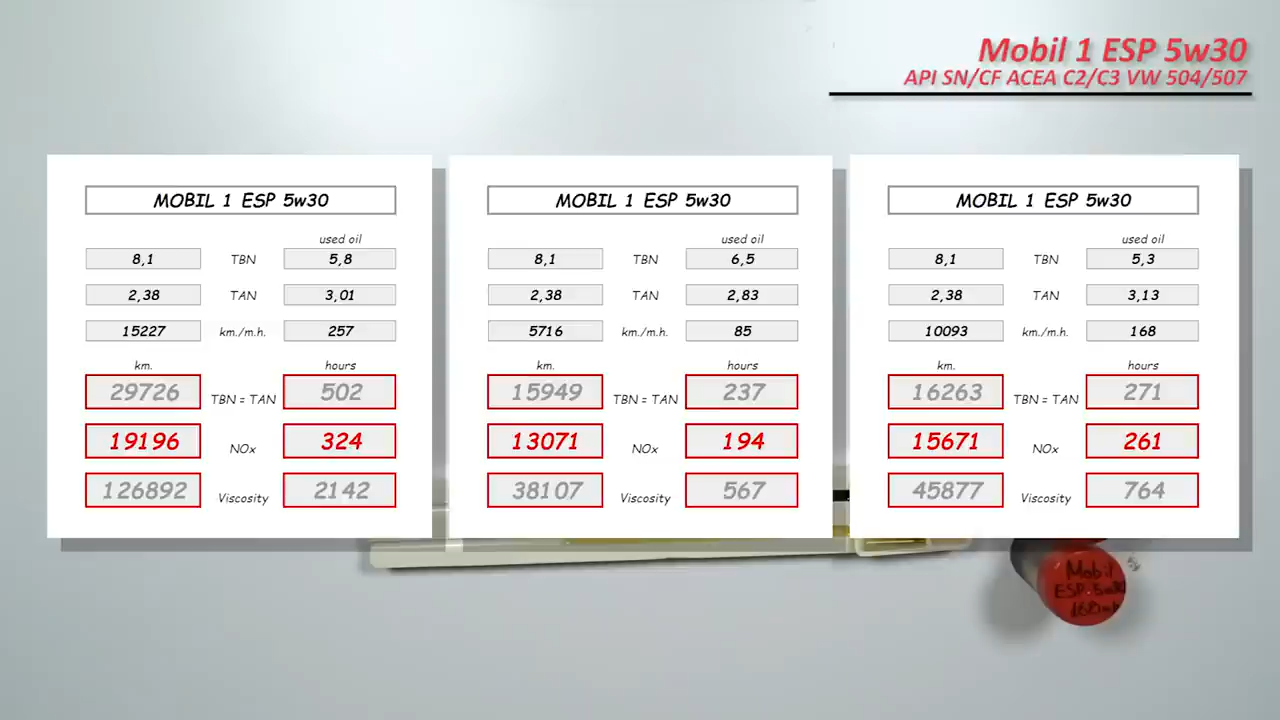 Mobil 1 ESP 5w30
API SN/CF ACEA C2/C3 VW 504/507
MOBIL 1 ESP 5w30
used oil
8,1 TBN 5,8
2,38 TAN 3,01
15227 km./m.h. 257
km. hours
29726 TBN = TAN 502
19196 NOx 324
126892 Viscosity 2142
MOBIL 1 ESP 5w30
used oil
8,1 TBN 6,5
2,38 TAN 2,83
5716 km./m.h. 85
km. hours
15949 TBN = TAN 237
13071 NOx 194
38107 Viscosity 567
MOBIL 1 ESP 5w30
used oil
8,1 TBN 5,3
2,38 TAN 3,13
10093 km./m.h. 168
km. hours
16263 TBN = TAN 271
15671 NOx 261
45877 Viscosity 764
Mobil
ESP 5w30